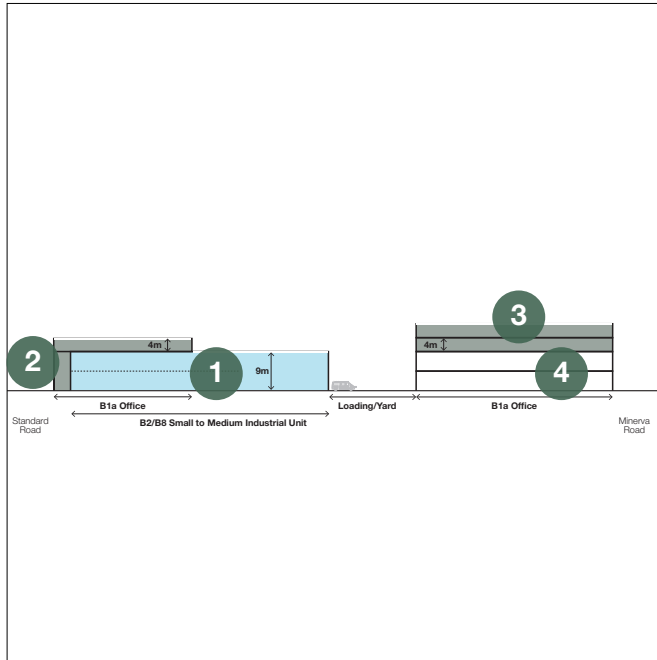 3
4m
4m
2
1
9m
4
B1a Office
Loading/Yard
B1a Office
Standard
Road
B2/B8 Small to Medium Industrial Unit
Minerva
Road